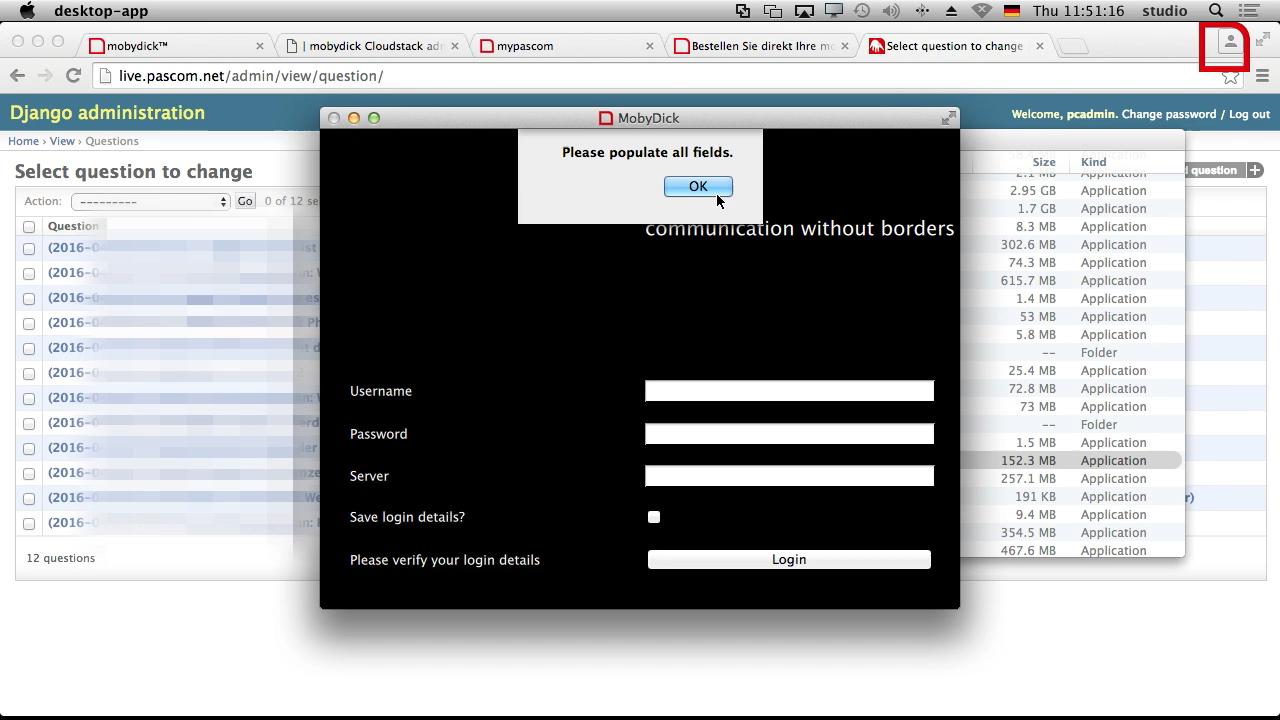 desktop-app
Thu 11:51:16 studio
mobydick™
| mobydick Cloudstack adn
mypascom
Bestellen Sie direkt Ihre mo
Select question to change
live.pascom.net/admin/view/question/
Django administration
Welcome, pcadmin. Change password / Log out
Home › View › Questions
Select question to change
d question +
Action: --------- Go 0 of 12 se
Question
(2016-0
(2016-0
(2016-0
(2016-0
(2016-0
(2016-0
(2016-0
(2016-0
(2016-0
(2016-0
(2016-0
(2016-0
12 questions
MobyDick
Please populate all fields.
OK
communication without borders
Username
Password
Server
Save login details?
Please verify your login details
Login
Size Kind
2.1 MB Application
2.95 GB Application
1.7 GB Application
8.3 MB Application
302.6 MB Application
74.3 MB Application
615.7 MB Application
1.4 MB Application
53 MB Application
5.8 MB Application
-- Folder
25.4 MB Application
72.8 MB Application
73 MB Application
-- Folder
1.5 MB Application
152.3 MB Application
257.1 MB Application
191 KB Application
9.4 MB Application
354.5 MB Application
467.6 MB Application